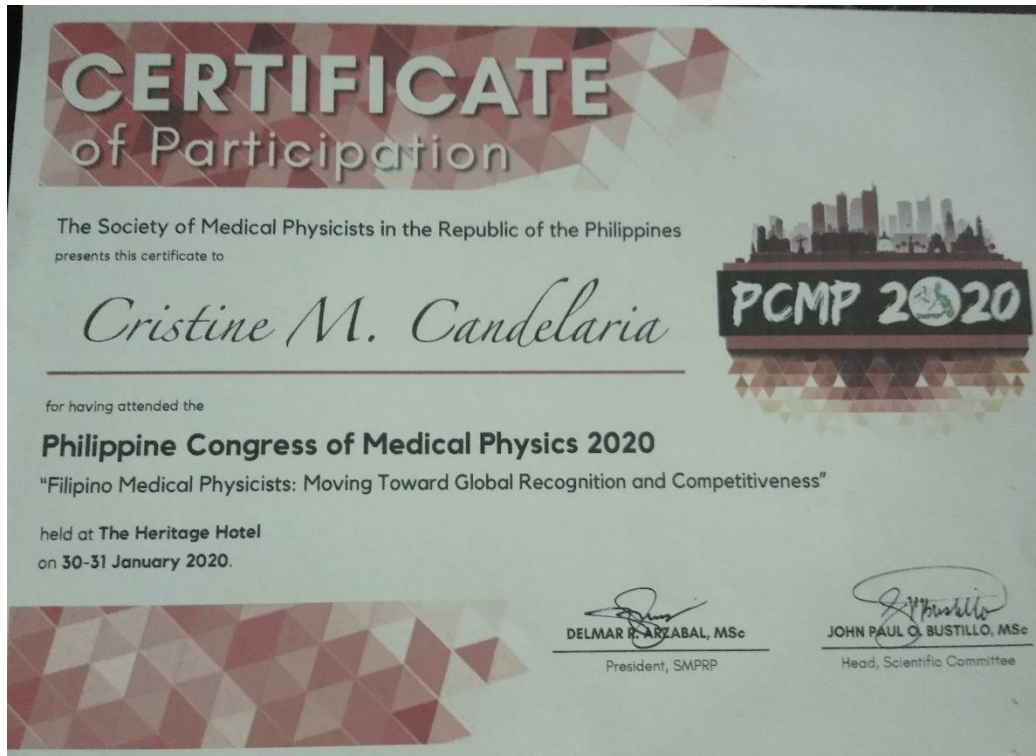 CERTIFICATE
of Participation
The Society of Medical Physicists in the Republic of the Philippines
presents this certificate to
Cristine M. Candelaria
PCMP 2020
SMPRP
for having attended the
Philippine Congress of Medical Physics 2020
"Filipino Medical Physicists: Moving Toward Global Recognition and Competitiveness"
held at The Heritage Hotel
on 30-31 January 2020.
DELMAR R. ARZABAL, MSc
President, SMPRP
JOHN PAUL O. BUSTILLO, MSc
Head, Scientific Committee